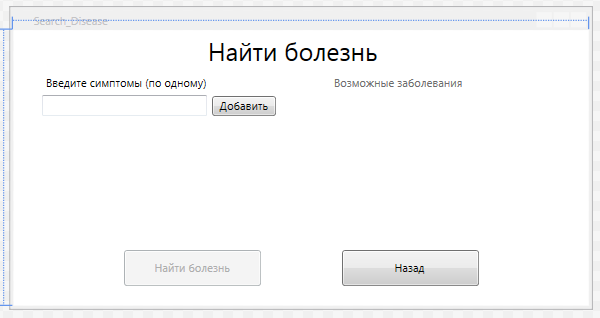 Search_Disease
Найти болезнь
Введите симптомы (по одному)
Возможные заболевания
Добавить
Найти болезнь
Назад